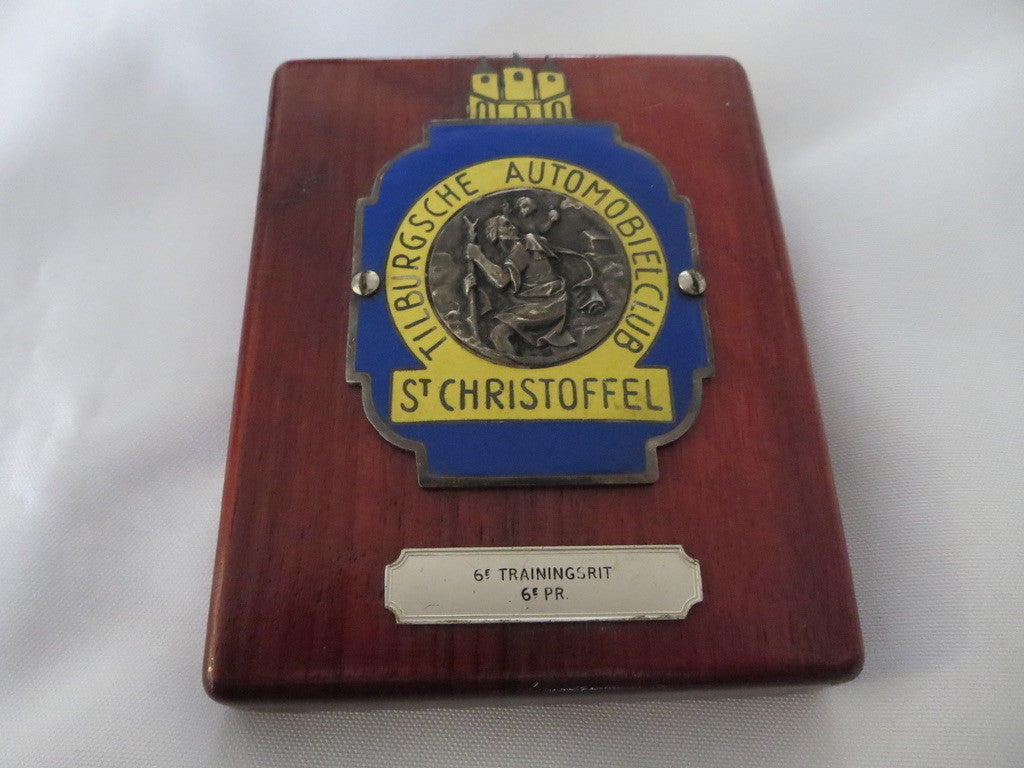 TILBURGSCHE AUTOMOBIELCLUB
ST CHRISTOFFEL
6E TRAININGSRIT
6E PR.